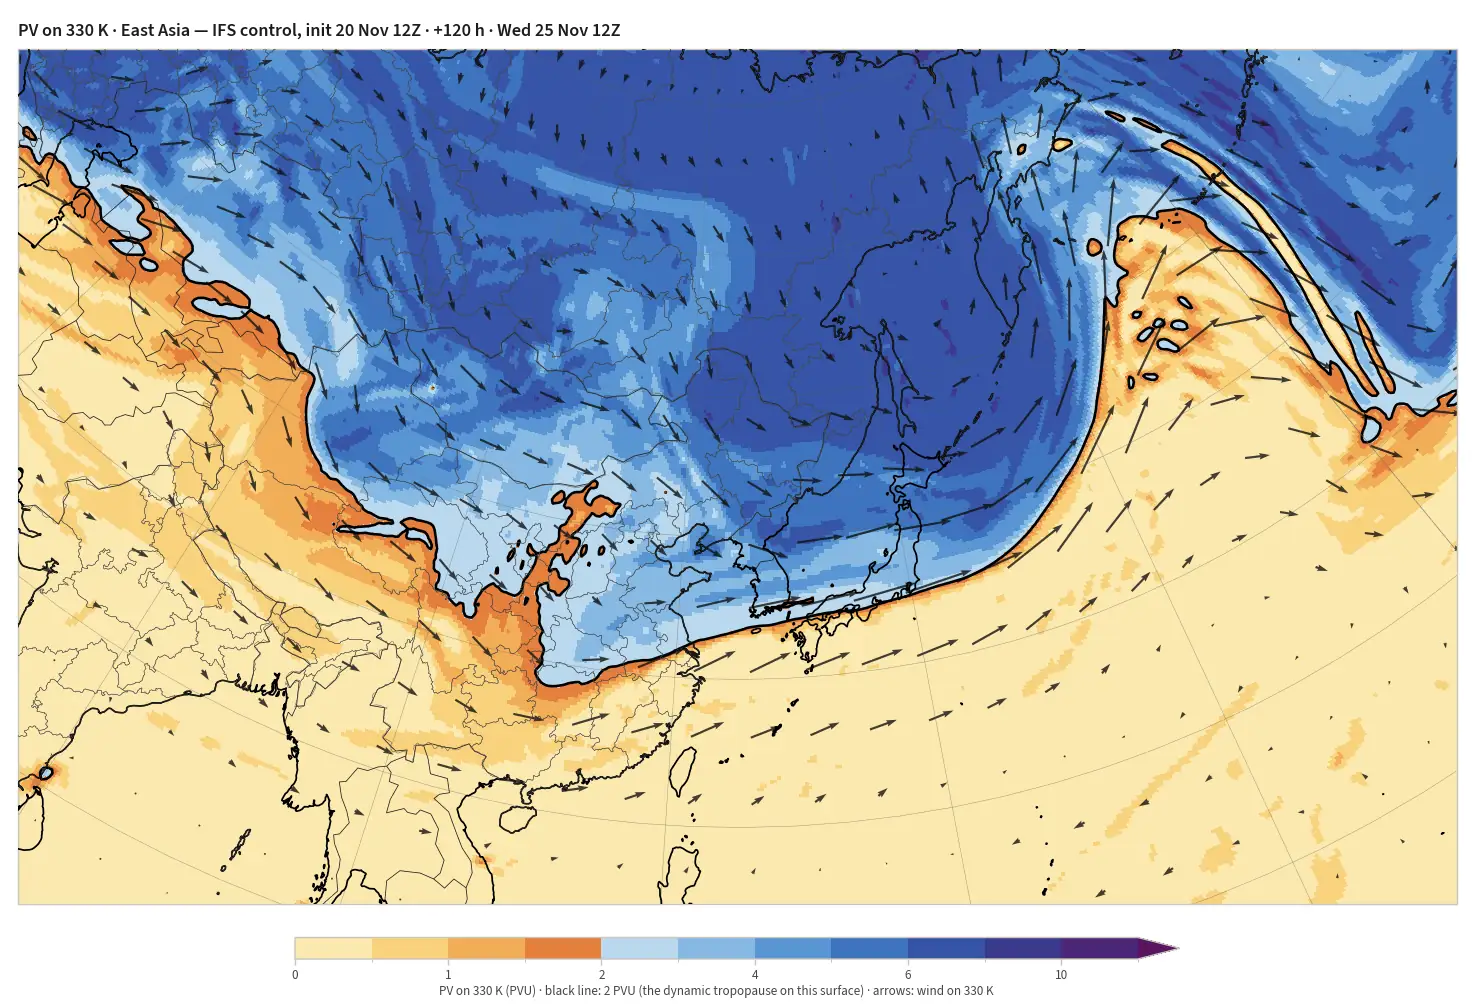 PV on 330 K · East Asia — IFS control, init 20 Nov 12Z · +120 h · Wed 25 Nov 12Z
0 1 2 4 6 10
PV on 330 K (PVU) · black line: 2 PVU (the dynamic tropopause on this surface) · arrows: wind on 330 K